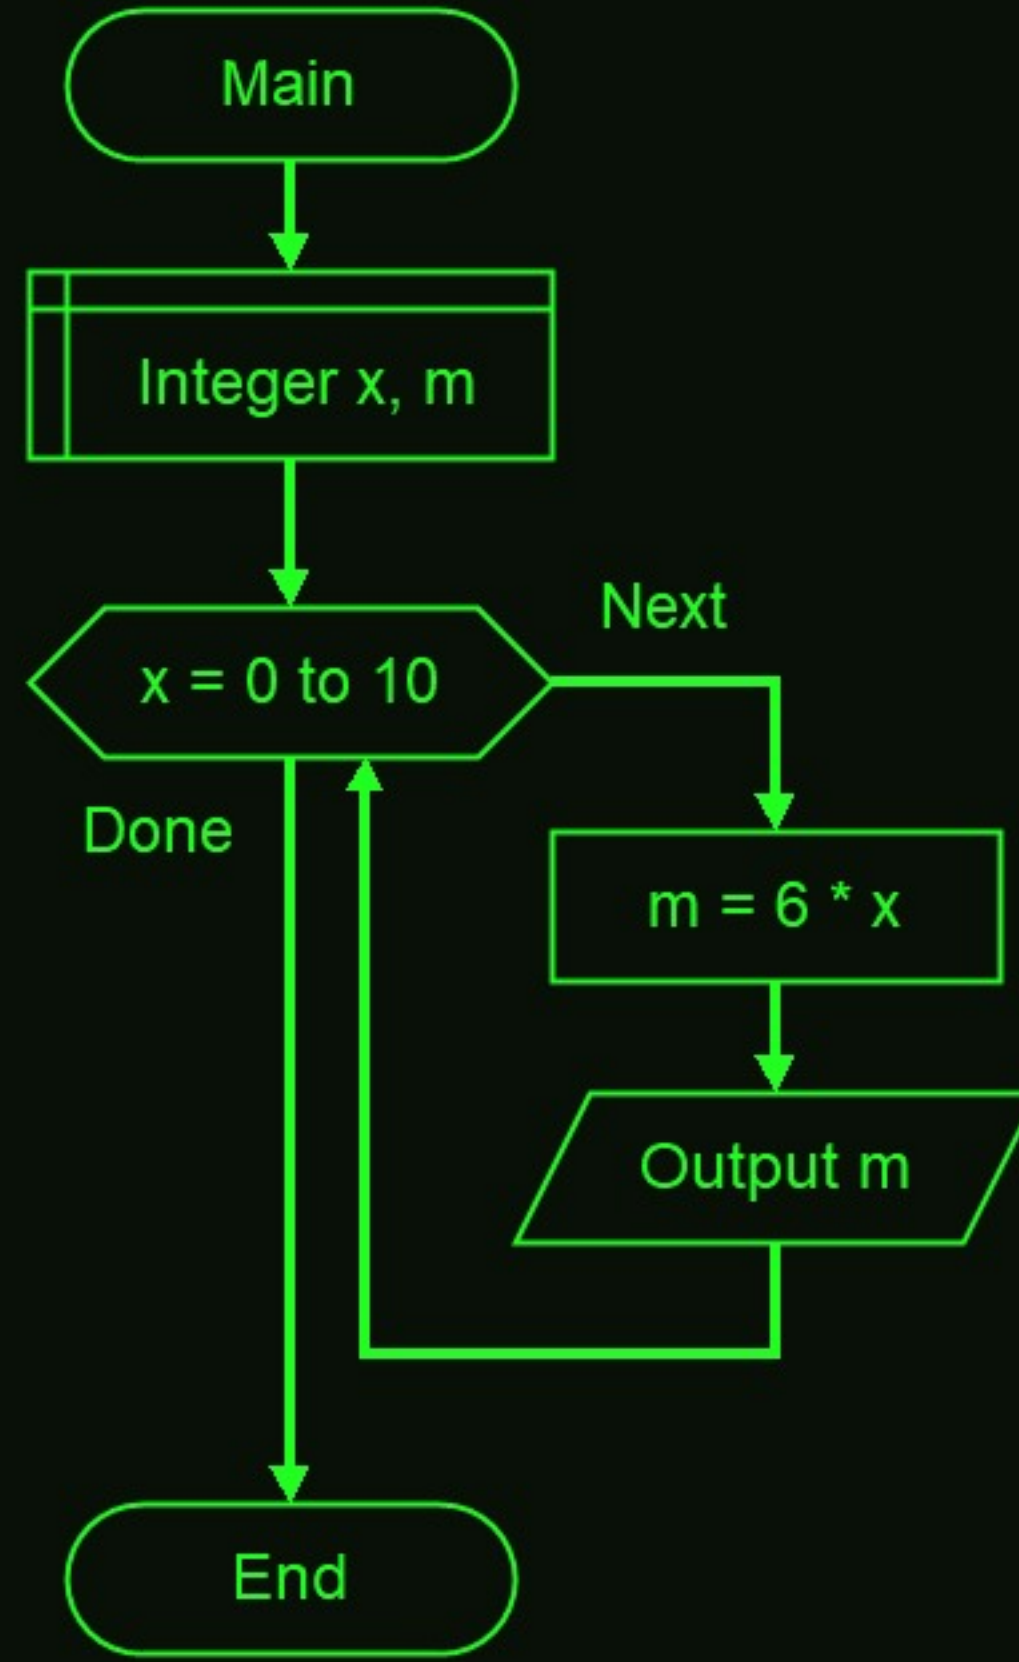 Main
Integer x, m
x = 0 to 10
Next
Done
m = 6 * x
Output m
End